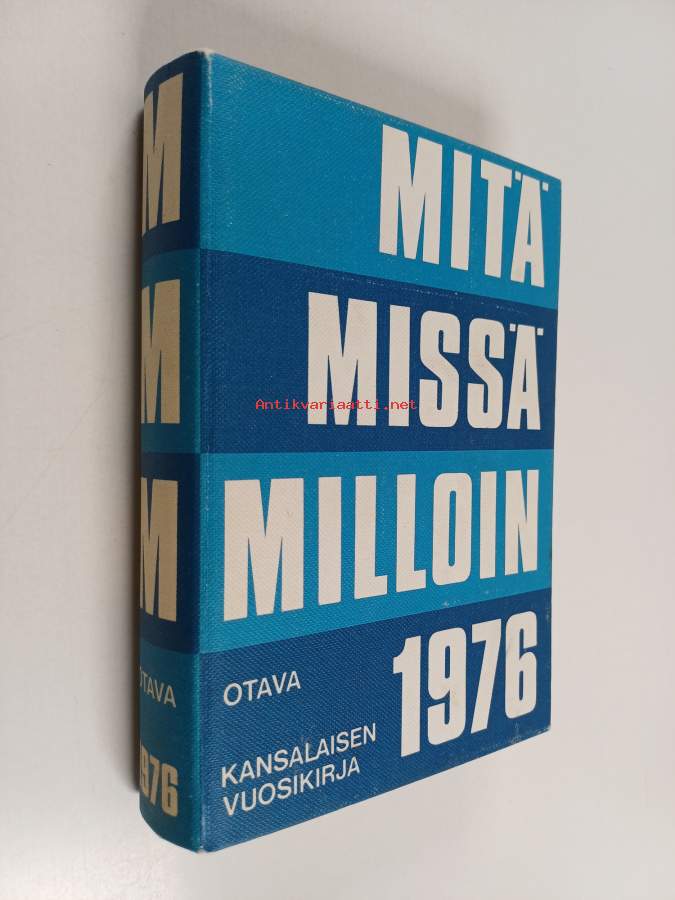 M
M
M
OTAVA
1976
MITÄ
MISSÄ
Antikvariaatti.net
MILLOIN
1976
OTAVA
KANSALAISEN
VUOSIKIRJA